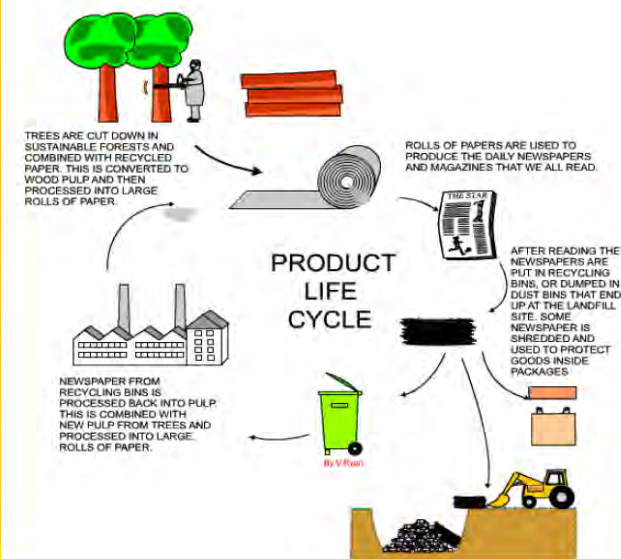 TREES ARE CUT DOWN IN
SUSTAINABLE FORESTS AND
COMBINED WITH RECYCLED
PAPER. THIS IS CONVERTED TO
WOOD PULP AND THEN
PROCESSED INTO LARGE
ROLLS OF PAPER.
ROLLS OF PAPERS ARE USED TO
PRODUCE THE DAILY NEWSPAPERS
AND MAGAZINES THAT WE ALL READ.
THE STAR
PRODUCT
LIFE
CYCLE
AFTER READING THE
NEWSPAPERS ARE
PUT IN RECYCLING
BINS, OR DUMPED IN
DUST BINS THAT END
UP AT THE LANDFILL
SITE. SOME
NEWSPAPER IS
SHREDDED AND
USED TO PROTECT
GOODS INSIDE
PACKAGES
NEWSPAPER FROM
RECYCLING BINS IS
PROCESSED BACK INTO PULP.
THIS IS COMBINED WITH
NEW PULP FROM TREES AND
PROCESSED INTO LARGE.
ROLLS OF PAPER.
By V.Ryan